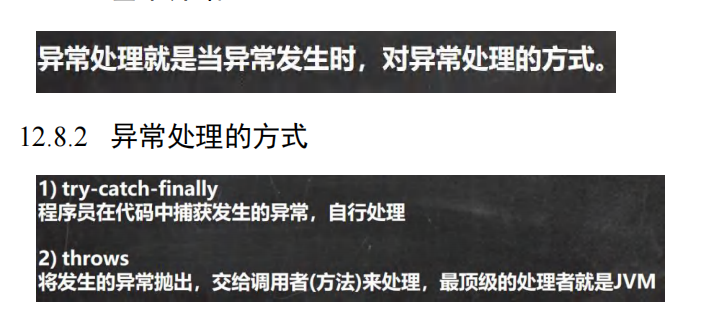 异常处理就是当异常发生时，对异常处理的方式。
12.8.2 异常处理的方式
1) try-catch-finally
程序员在代码中捕获发生的异常，自行处理
2) throws
将发生的异常抛出，交给调用者(方法)来处理，最顶级的处理者就是JVM